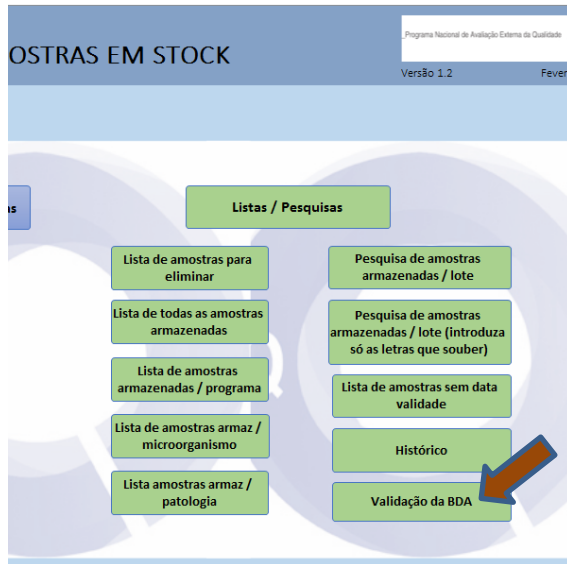 _Programa Nacional de Avaliação Externa da Qualidade
OSTRAS EM STOCK
Versão 1.2 Fever
as
Listas / Pesquisas
Lista de amostras para
eliminar
Lista de todas as amostras
armazenadas
Lista de amostras
armazenadas / programa
Lista de amostras armaz /
microorganismo
Lista amostras armaz /
patologia
Pesquisa de amostras
armazenadas / lote
Pesquisa de amostras
armazenadas / lote (introduza
só as letras que souber)
Lista de amostras sem data
validade
Histórico
Validação da BDA